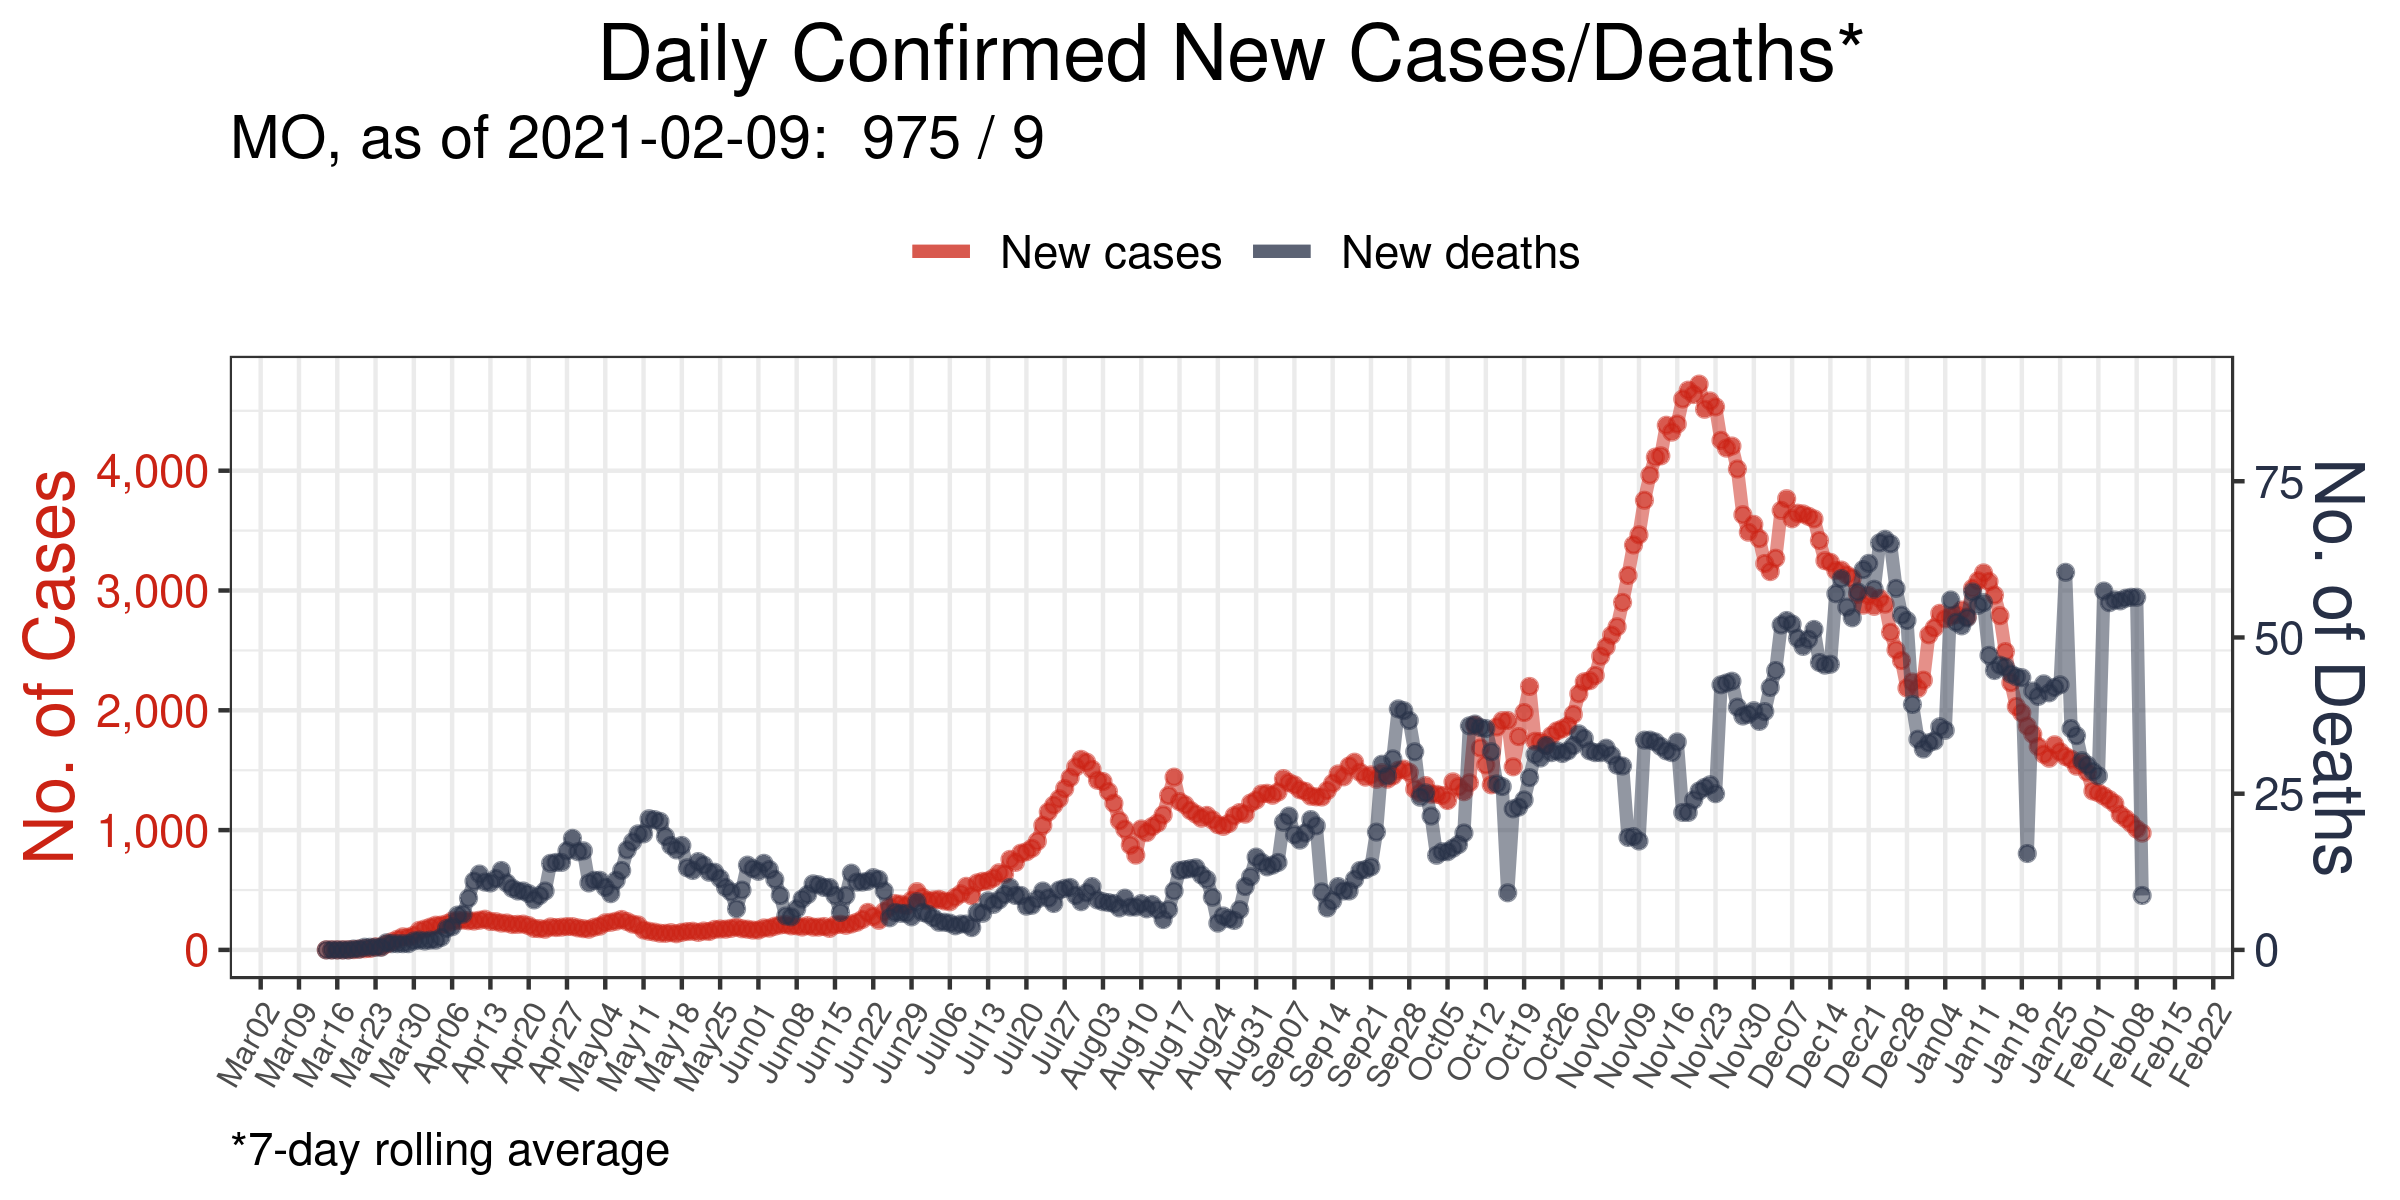 Daily Confirmed New Cases/Deaths*
MO, as of 2021-02-09:  975 / 9
New cases
New deaths
No. of Cases
4,000
3,000
2,000
1,000
0
75
50
25
0
No. of Deaths
Mar02
Mar09
Mar16
Mar23
Mar30
Apr06
Apr13
Apr20
Apr27
May04
May11
May18
May25
Jun01
Jun08
Jun15
Jun22
Jun29
Jul06
Jul13
Jul20
Jul27
Aug03
Aug10
Aug17
Aug24
Aug31
Sep07
Sep14
Sep21
Sep28
Oct05
Oct12
Oct19
Oct26
Nov02
Nov09
Nov16
Nov23
Nov30
Dec07
Dec14
Dec21
Dec28
Dec04
Jan11
Jan18
Jan25
Feb01
Feb08
Feb15
Feb22
*7-day rolling average